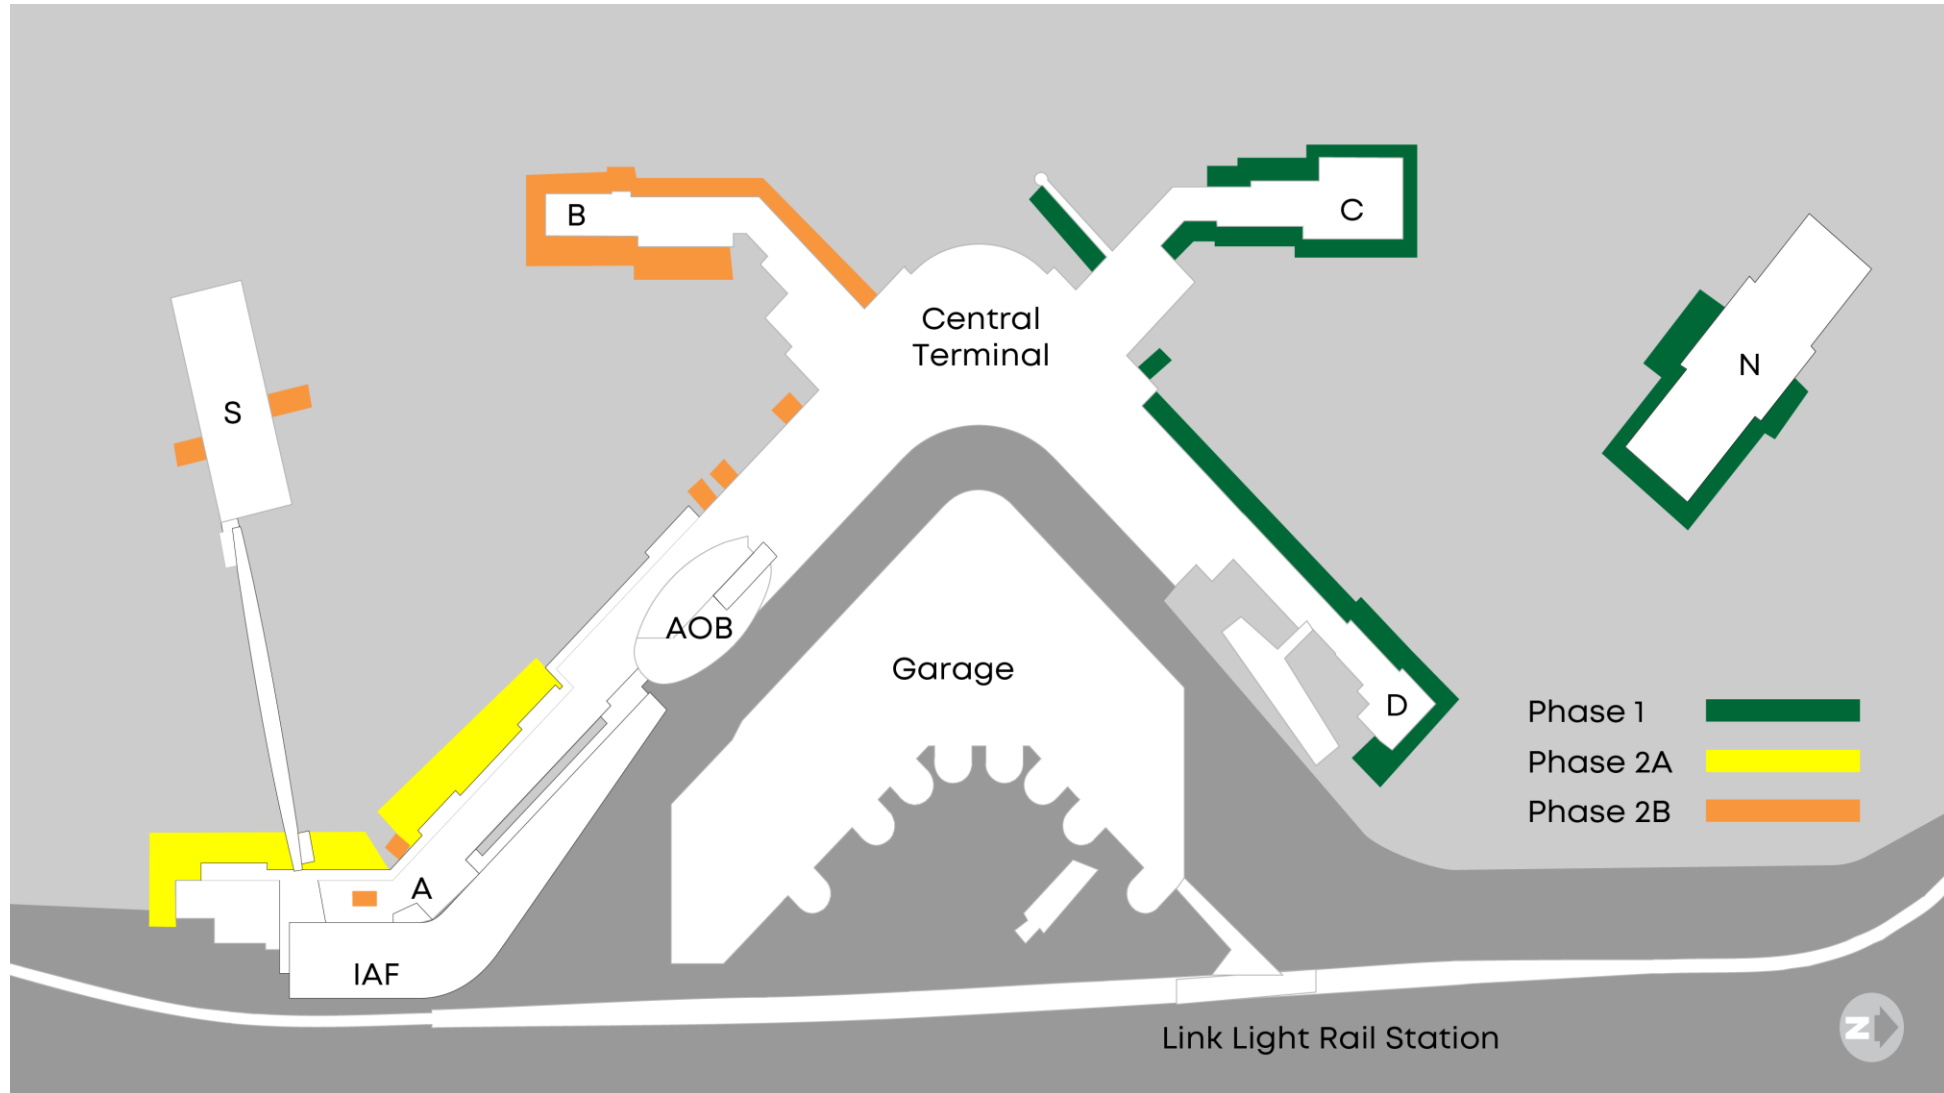 B
C
S
N
Central
Terminal
AOB
Garage
D
Phase 1
Phase 2A
Phase 2B
A
IAF
Link Light Rail Station
N